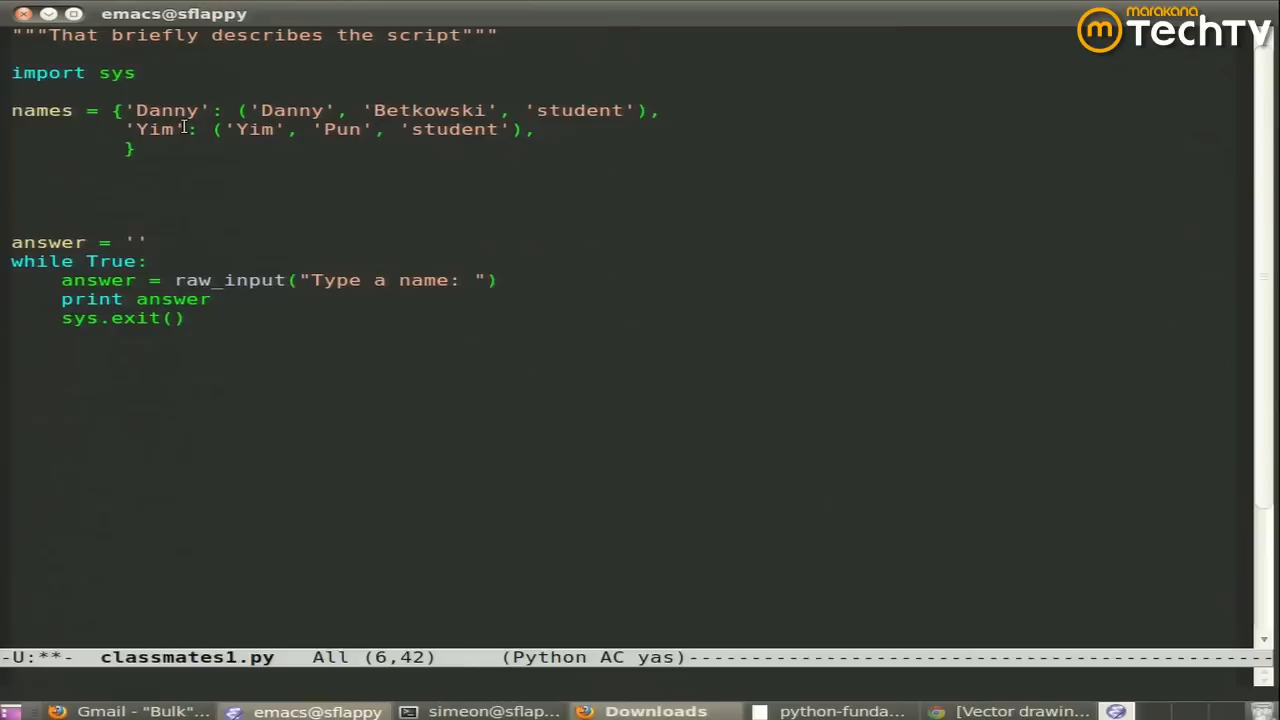 emacs@sflappy
marakana
TechTV
"""That briefly describes the script"""
import sys
names = {'Danny': ('Danny', 'Betkowski', 'student'),
'Yim': ('Yim', 'Pun', 'student'),
}
answer = ''
while True:
answer = raw_input("Type a name: ")
print answer
sys.exit()
-U:**- classmates1.py All (6,42) (Python AC yas)------------------------------------------------
Gmail - "Bulk"... emacs@sflappy simeon@sflap... Downloads python-funda... [Vector drawin...